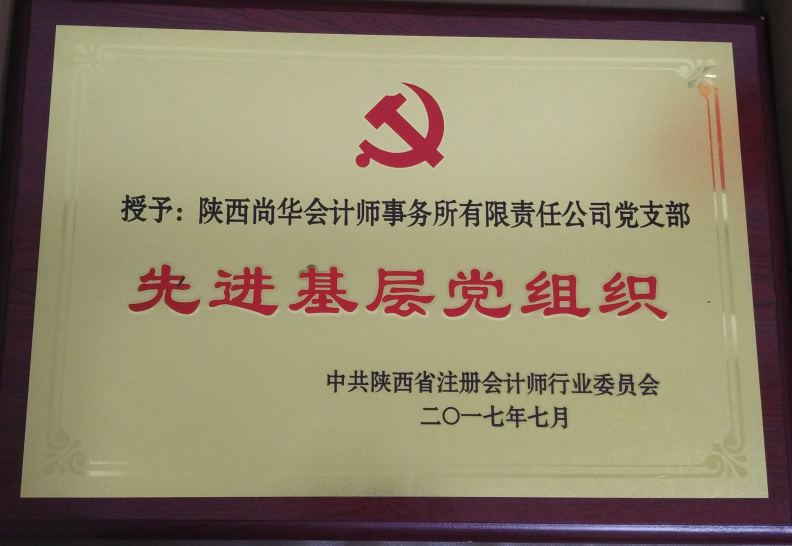 授予：陕西尚华会计师事务所有限责任公司党支部
先进基层党组织
中共陕西省注册会计师行业委员会
二〇一七年七月